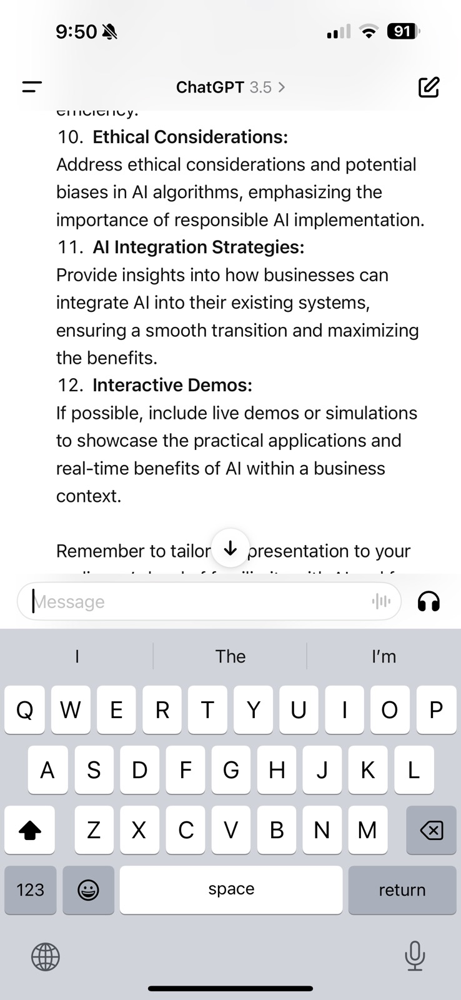 9:50
91
ChatGPT 3.5 >
efficiency.
10. Ethical Considerations:
Address ethical considerations and potential
biases in AI algorithms, emphasizing the
importance of responsible AI implementation.
11. AI Integration Strategies:
Provide insights into how businesses can
integrate AI into their existing systems,
ensuring a smooth transition and maximizing
the benefits.
12. Interactive Demos:
If possible, include live demos or simulations
to showcase the practical applications and
real-time benefits of AI within a business
context.
Remember to tailor presentation to your
Message
I The I'm
Q W E R T Y U I O P
A S D F G H J K L
Z X C V B N M
123 space return